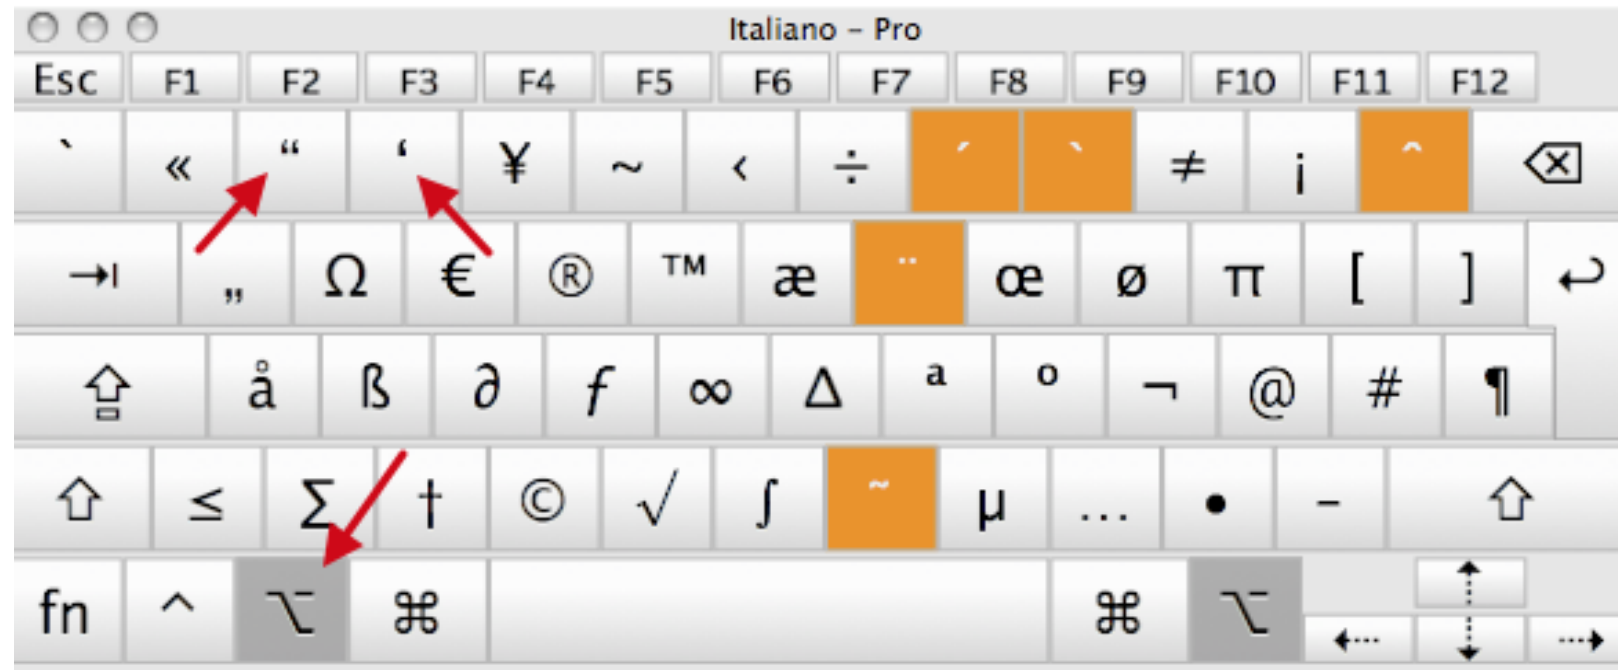 Italiano – Pro
Esc F1 F2 F3 F4 F5 F6 F7 F8 F9 F10 F11 F12
` « “ ‘ ¥ ~ ‹ ÷ ´ ` ≠ ¡ ˆ ⌫
→| „ Ω € ® ™ æ ¨ œ ø π [ ] ↩
⇪ å ß ∂ ƒ ∞ ∆ ª º ¬ @ # ¶
⇧ ≤ ∑ † © √ ∫ ˜ µ … • – ⇧
fn ^ ⌥ ⌘ ⌘ ⌥ ⇠ ⇡ ⇣ ⇢